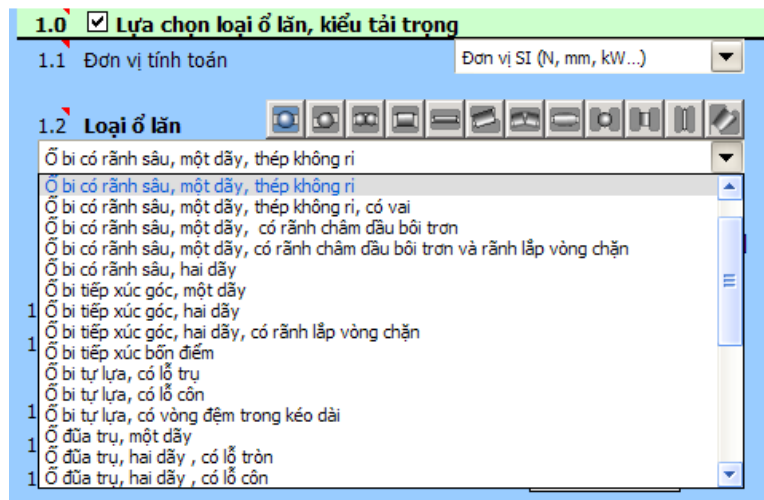 1.0 Lựa chọn loại ổ lăn, kiểu tải trọng
1.1 Đơn vị tính toán Đơn vị SI (N, mm, kW...)
1.2 Loại ổ lăn
Ổ bi có rãnh sâu, một dãy, thép không rỉ
Ổ bi có rãnh sâu, một dãy, thép không rỉ
Ổ bi có rãnh sâu, một dãy, thép không rỉ, có vai
Ổ bi có rãnh sâu, một dãy, có rãnh châm dầu bôi trơn
Ổ bi có rãnh sâu, một dãy, có rãnh châm dầu bôi trơn và rãnh lắp vòng chặn
Ổ bi có rãnh sâu, hai dãy
Ổ bi tiếp xúc góc, một dãy
1 Ổ bi tiếp xúc góc, hai dãy
Ổ bi tiếp xúc góc, hai dãy, có rãnh lắp vòng chặn
1 Ổ bi tiếp xúc bốn điểm
Ổ bi tự lựa, có lỗ trụ
Ổ bi tự lựa, có lỗ côn
1 Ổ bi tự lựa, có vòng đệm trong kéo dài
Ổ đũa trụ, một dãy
1 Ổ đũa trụ, hai dãy , có lỗ tròn
1 Ổ đũa trụ, hai dãy , có lỗ côn